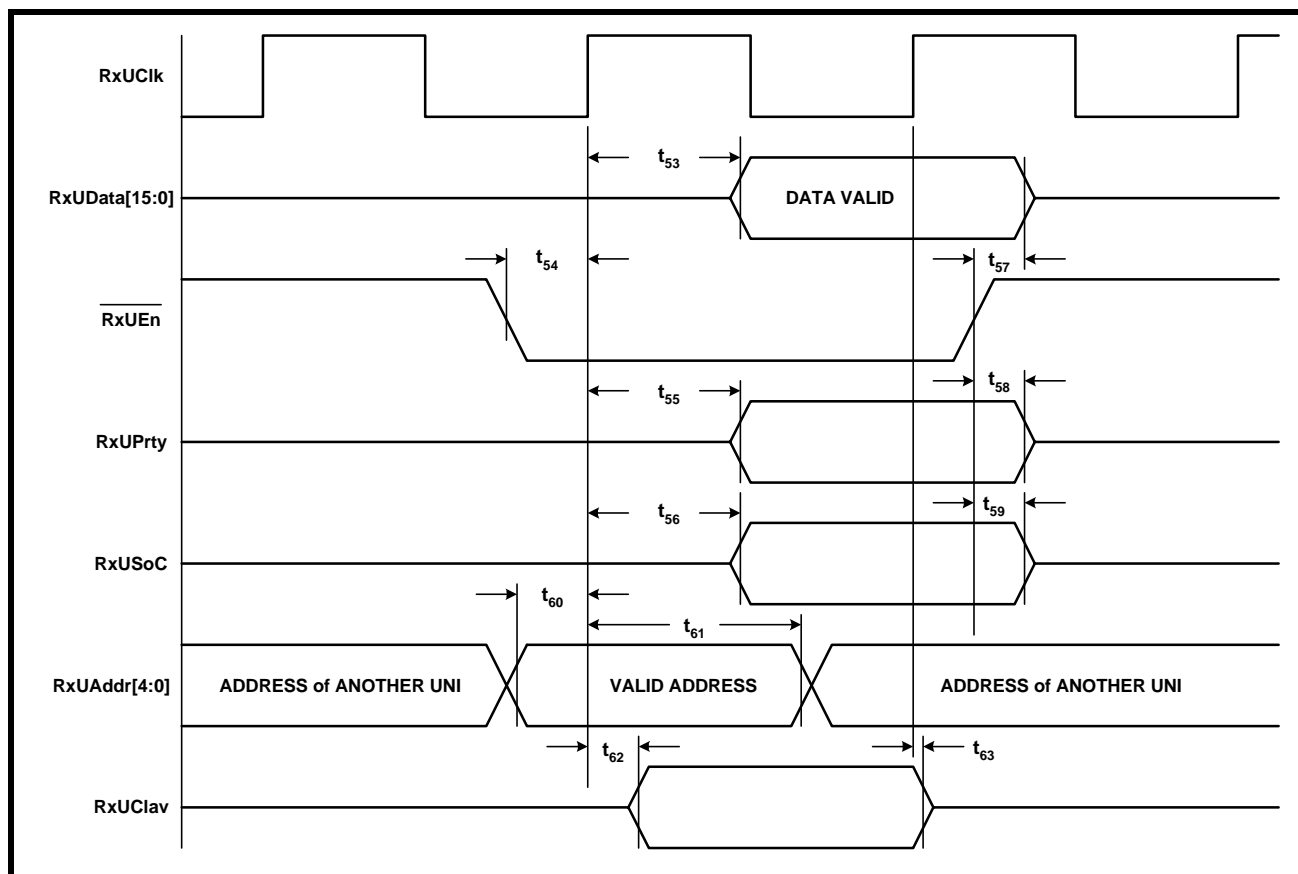 RxUClk
t53
RxUData[15:0]
DATA VALID
t54
t57
RxUEn
t58
t55
RxUPrty
t59
t56
RxUSoC
t60
t61
RxUAddr[4:0]
ADDRESS of ANOTHER UNI
VALID ADDRESS
ADDRESS of ANOTHER UNI
t62
t63
RxUClav